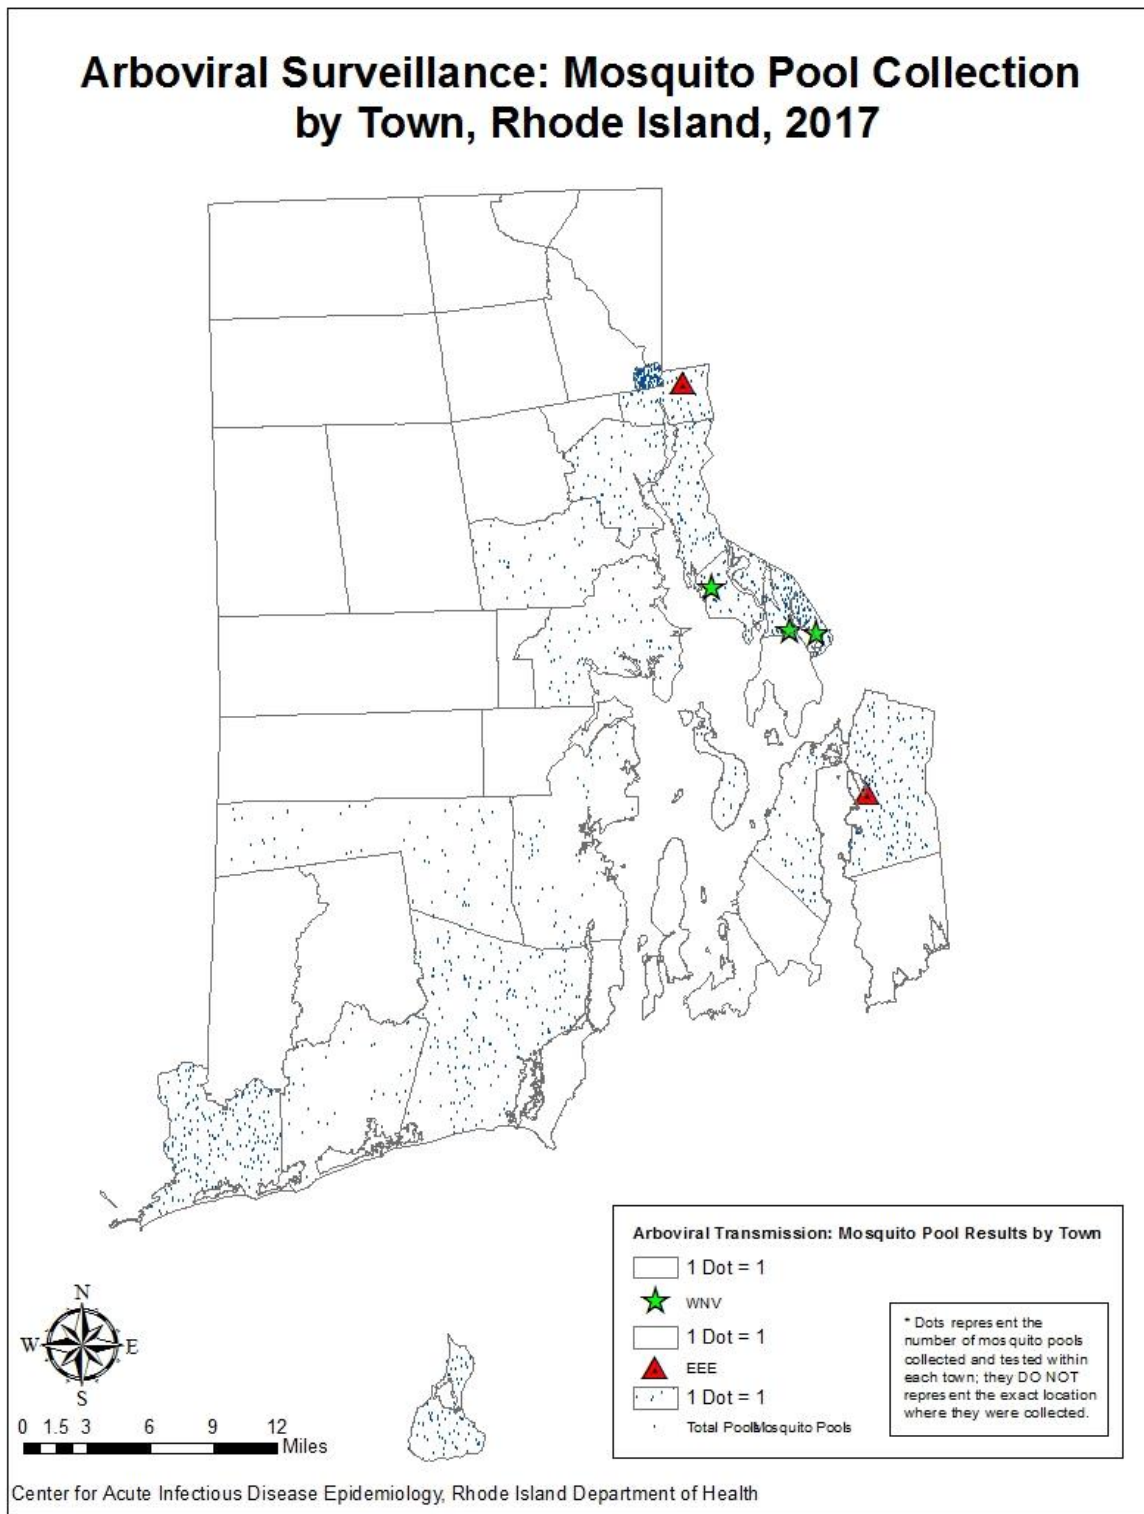 Arboviral Surveillance: Mosquito Pool Collection
by Town, Rhode Island, 2017
Arboviral Transmission: Mosquito Pool Results by Town
1 Dot = 1
WNV
1 Dot = 1
EEE
1 Dot = 1
Total Pools Mosquito Pools
* Dots represent the
number of mosquito pools
collected and tested within
each town; they DO NOT
represent the exact location
where they were collected.
N
W E
S
0 1.5 3 6 9 12
Miles
Center for Acute Infectious Disease Epidemiology, Rhode Island Department of Health